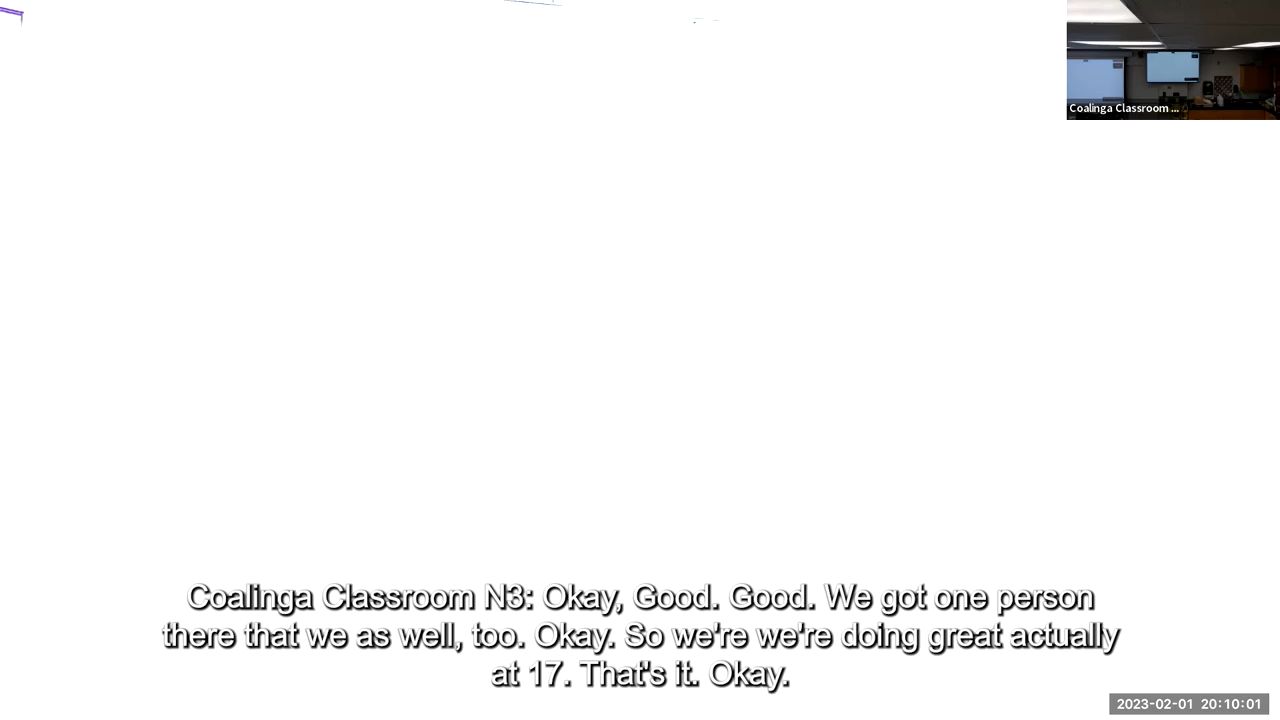 Coalinga Classroom ...
Coalinga Classroom N3: Okay, Good. Good. We got one person
there that we as well, too. Okay. So we're we're doing great actually
at 17. That's it. Okay.
2023-02-01 20:10:01